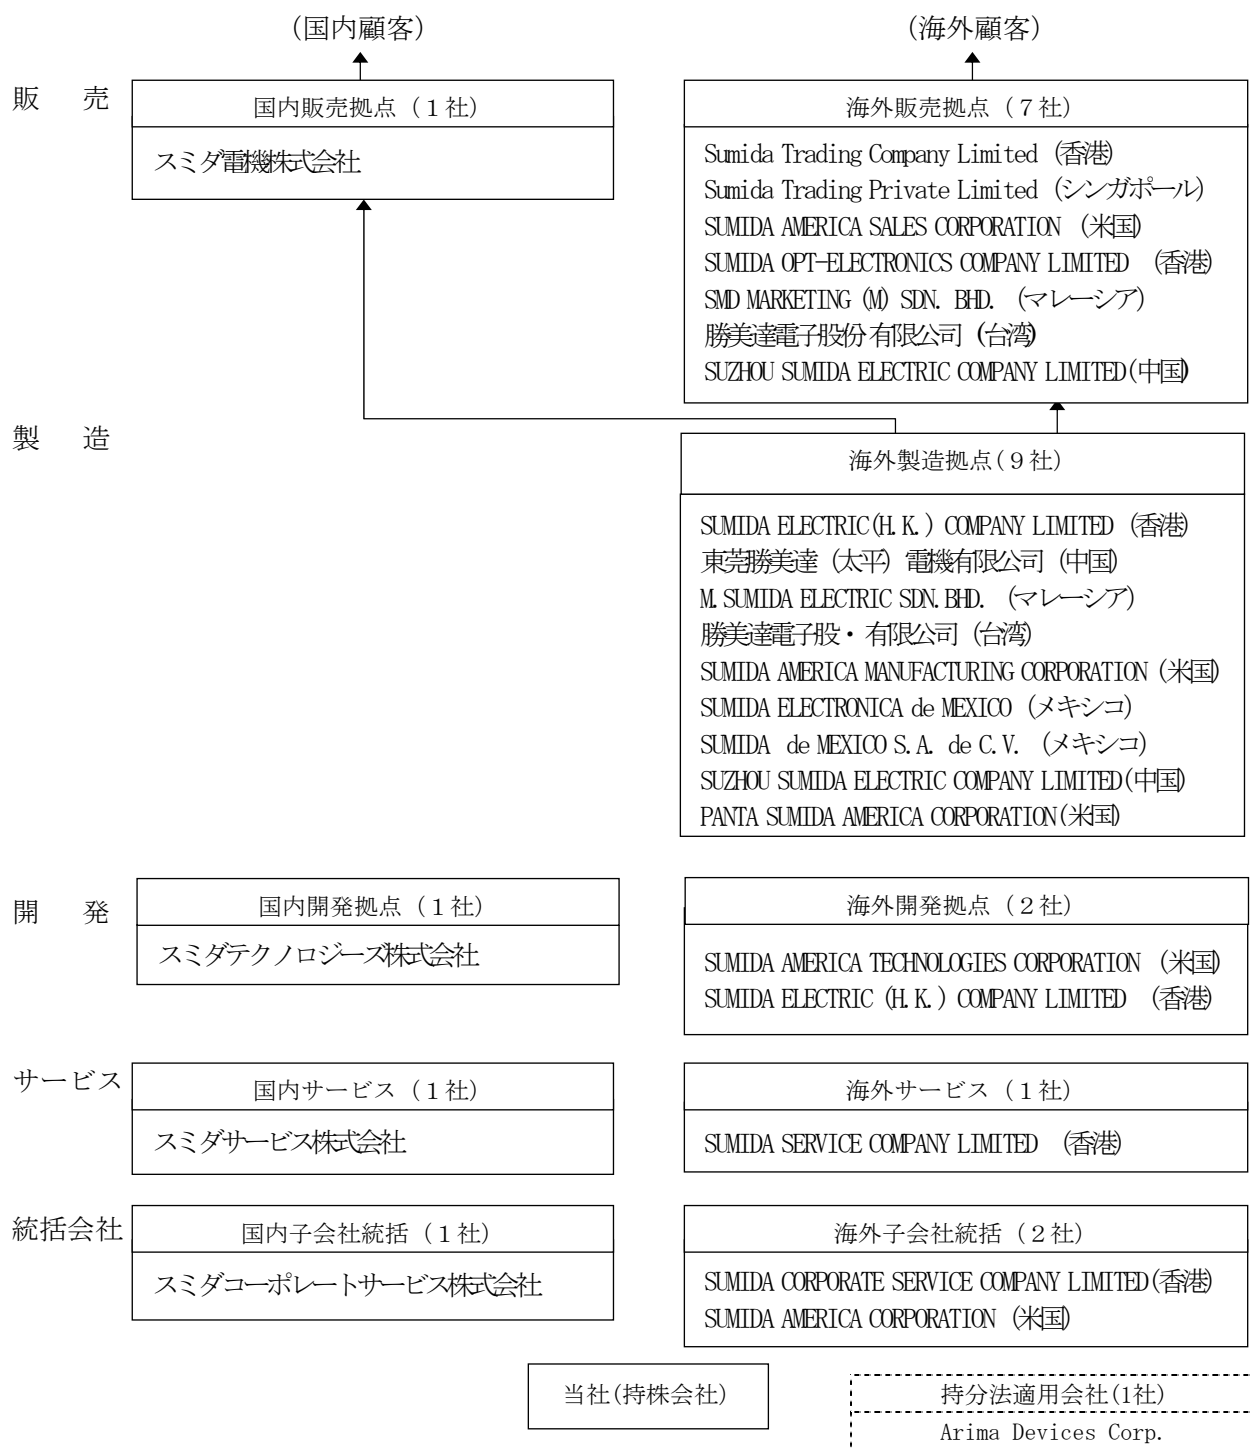 (国内顧客)
(海外顧客)
販　売
国内販売拠点(1社)
スミダ電機株式会社
海外販売拠点(7社)
Sumida Trading Company Limited (香港)
Sumida Trading Private Limited (シンガポール)
SUMIDA AMERICA SALES CORPORATION (米国)
SUMIDA OPT-ELECTRONICS COMPANY LIMITED (香港)
SMD MARKETING (M) SDN. BHD. (マレーシア)
勝美達電子股份有限公司 (台湾)
SUZHOU SUMIDA ELECTRIC COMPANY LIMITED(中国)
製　造
海外製造拠点(9社)
SUMIDA ELECTRIC(H.K.) COMPANY LIMITED (香港)
東莞勝美達(太平)電機有限公司 (中国)
M.SUMIDA ELECTRIC SDN.BHD. (マレーシア)
勝美達電子股・有限公司 (台湾)
SUMIDA AMERICA MANUFACTURING CORPORATION (米国)
SUMIDA ELECTRONICA de MEXICO (メキシコ)
SUMIDA de MEXICO S.A. de C.V. (メキシコ)
SUZHOU SUMIDA ELECTRIC COMPANY LIMITED(中国)
PANTA SUMIDA AMERICA CORPORATION(米国)
開　発
国内開発拠点(1社)
スミダテクノロジーズ株式会社
海外開発拠点(2社)
SUMIDA AMERICA TECHNOLOGIES CORPORATION (米国)
SUMIDA ELECTRIC (H.K.) COMPANY LIMITED (香港)
サービス
国内サービス(1社)
スミダサービス株式会社
海外サービス(1社)
SUMIDA SERVICE COMPANY LIMITED (香港)
統括会社
国内子会社統括(1社)
スミダコーポレートサービス株式会社
海外子会社統括(2社)
SUMIDA CORPORATE SERVICE COMPANY LIMITED(香港)
SUMIDA AMERICA CORPORATION (米国)
当社(持株会社)
持分法適用会社(1社)
Arima Devices Corp.